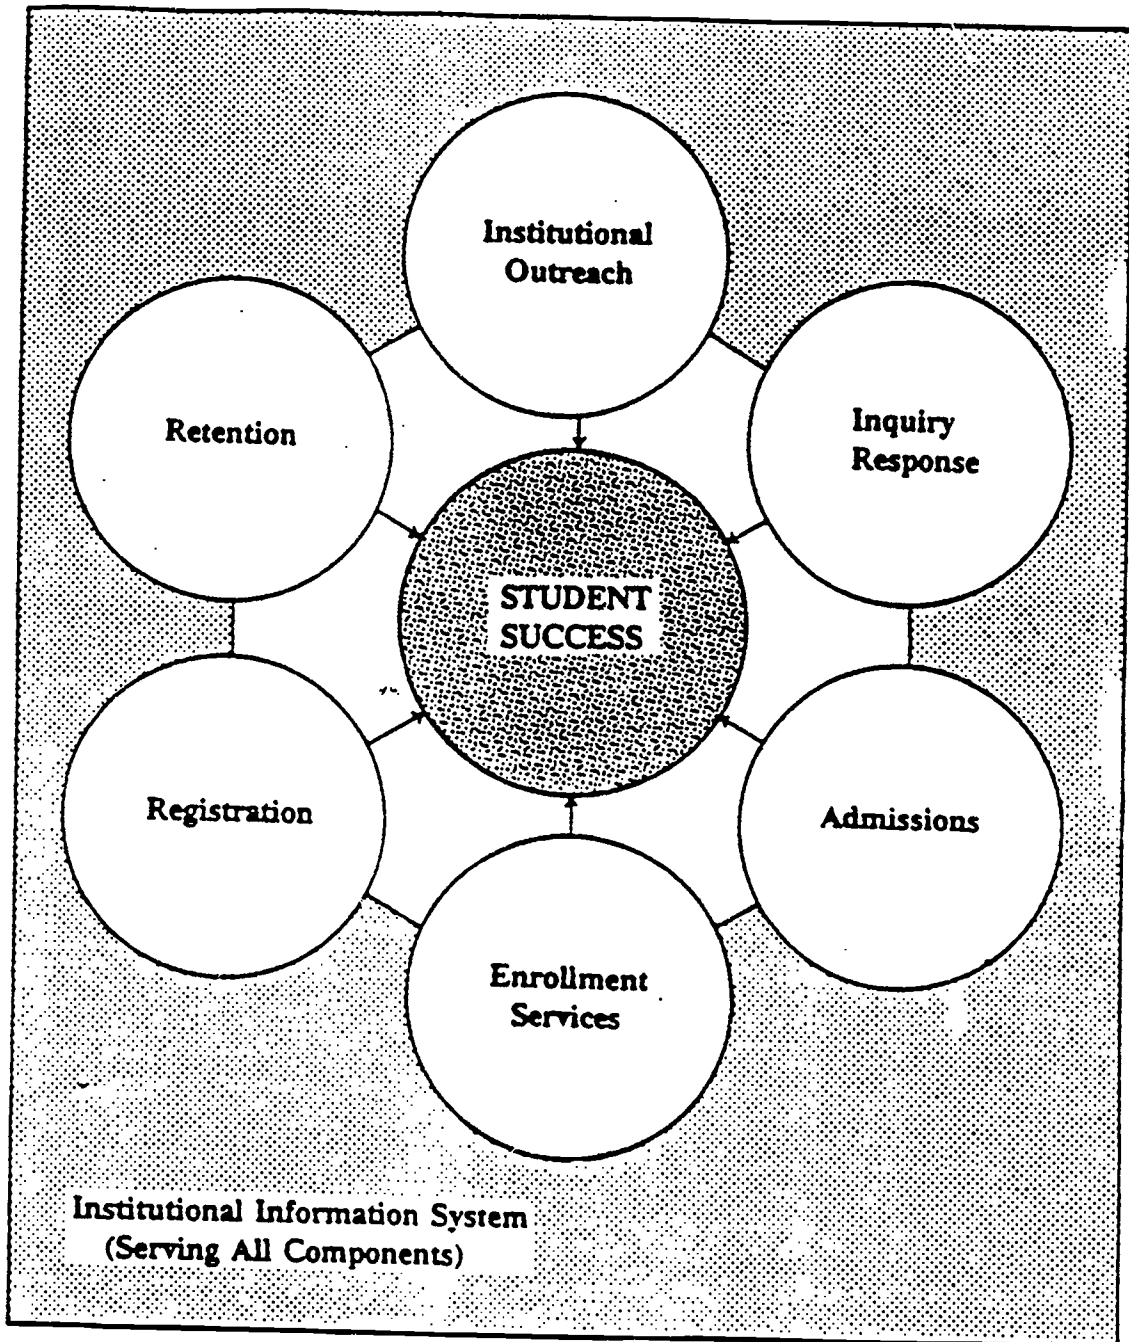 Institutional
Outreach
Retention
Inquiry
Response
STUDENT
SUCCESS
Registration
Admissions
Enrollment
Services
Institutional Information System
(Serving All Components)